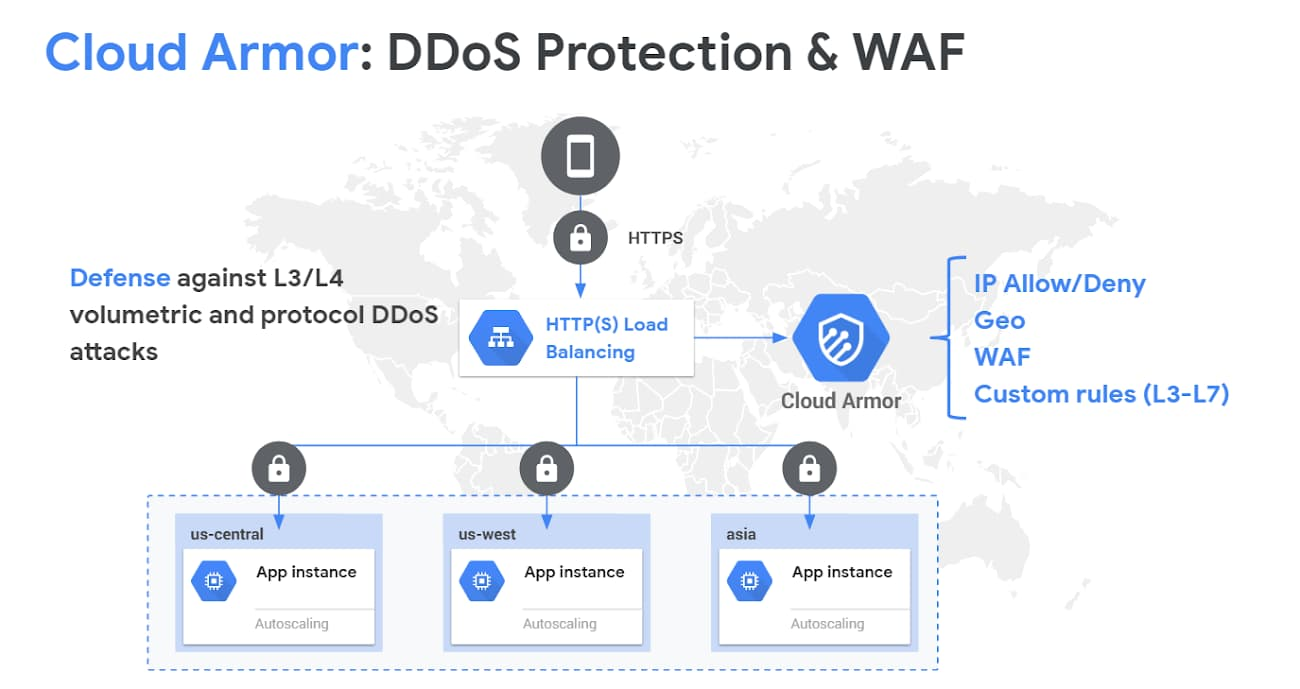 Cloud Armor: DDoS Protection & WAF
HTTPS
Defense against L3/L4
volumetric and protocol DDoS
attacks
HTTP(S) Load
Balancing
Cloud Armor
IP Allow/Deny
Geo
WAF
Custom rules (L3-L7)
us-central
App instance
Autoscaling
us-west
App instance
Autoscaling
asia
App instance
Autoscaling